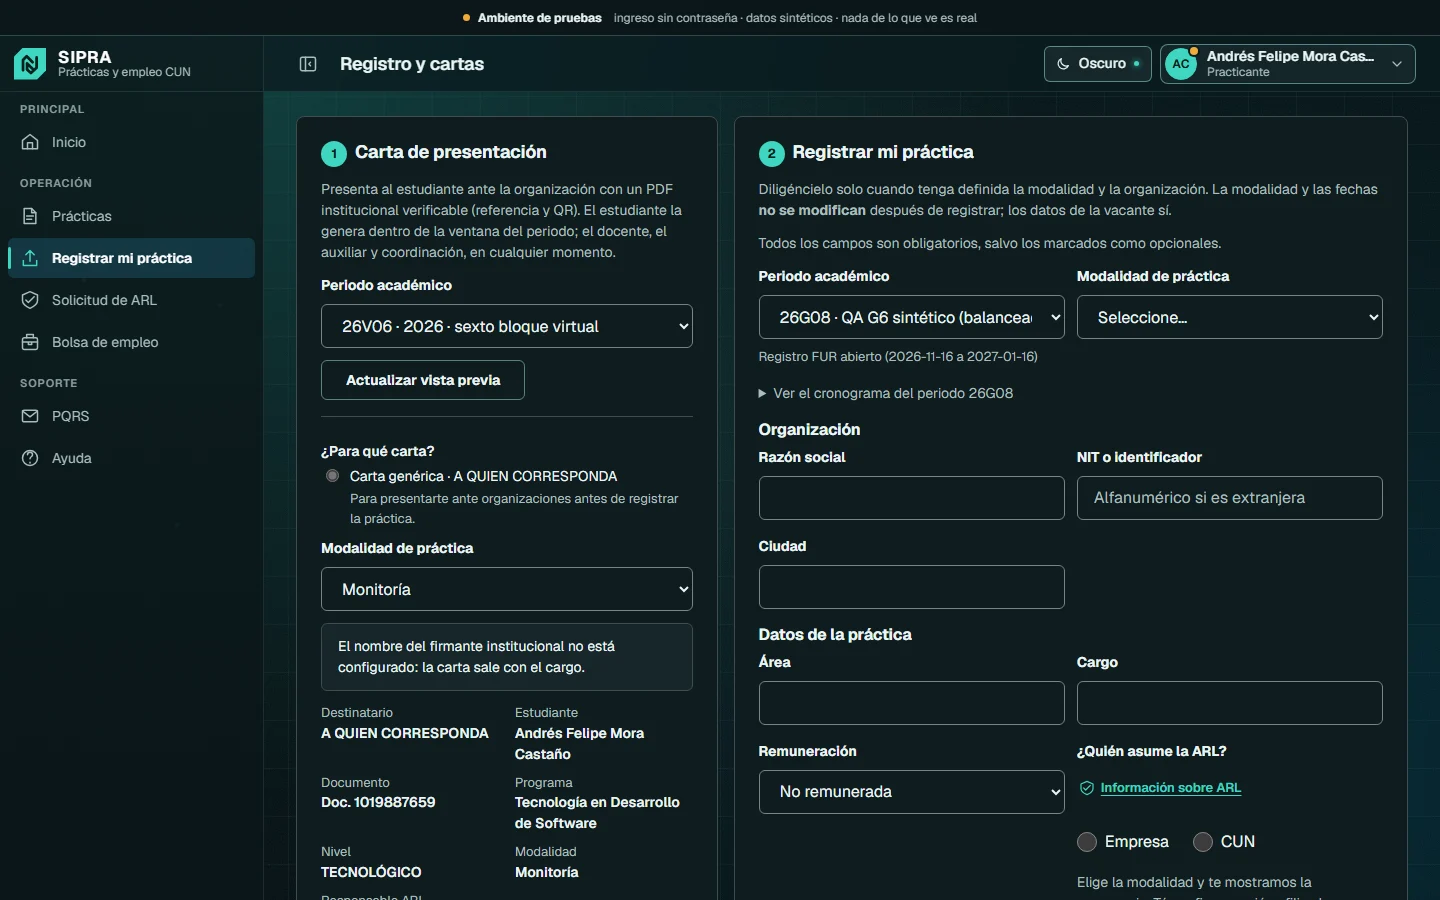 Ambiente de pruebas ingreso sin contraseña · datos sintéticos · nada de lo que ve es real
SIPRA
Prácticas y empleo CUN
Registro y cartas
Oscuro
AC
Andrés Felipe Mora Cas...
Practicante
PRINCIPAL
Inicio
OPERACIÓN
Prácticas
Registrar mi práctica
Solicitud de ARL
Bolsa de empleo
SOPORTE
PQRS
Ayuda
1 Carta de presentación
Presenta al estudiante ante la organización con un PDF
institucional verificable (referencia y QR). El estudiante la
genera dentro de la ventana del periodo; el docente, el
auxiliar y coordinación, en cualquier momento.
Periodo académico
26V06 · 2026 · sexto bloque virtual
Actualizar vista previa
¿Para qué carta?
Carta genérica · A QUIEN CORRESPONDA
Para presentarte ante organizaciones antes de registrar
la práctica.
Modalidad de práctica
Monitoría
El nombre del firmante institucional no está
configurado: la carta sale con el cargo.
Destinatario
A QUIEN CORRESPONDA
Estudiante
Andrés Felipe Mora
Castaño
Documento
Doc. 1019887659
Programa
Tecnología en Desarrollo
de Software
Nivel
TECNOLÓGICO
Modalidad
Monitoría
2 Registrar mi práctica
Diligéncielo solo cuando tenga definida la modalidad y la organización. La modalidad y las fechas
no se modifican después de registrar; los datos de la vacante sí.
Todos los campos son obligatorios, salvo los marcados como opcionales.
Periodo académico
26G08 · QA G6 sintético (balancea
Modalidad de práctica
Seleccione...
Registro FUR abierto (2026-11-16 a 2027-01-16)
Ver el cronograma del periodo 26G08
Organización
Razón social
NIT o identificador
Alfanumérico si es extranjera
Ciudad
Datos de la práctica
Área
Cargo
Remuneración
No remunerada
¿Quién asume la ARL?
Información sobre ARL
Empresa
CUN
Elige la modalidad y te mostramos la